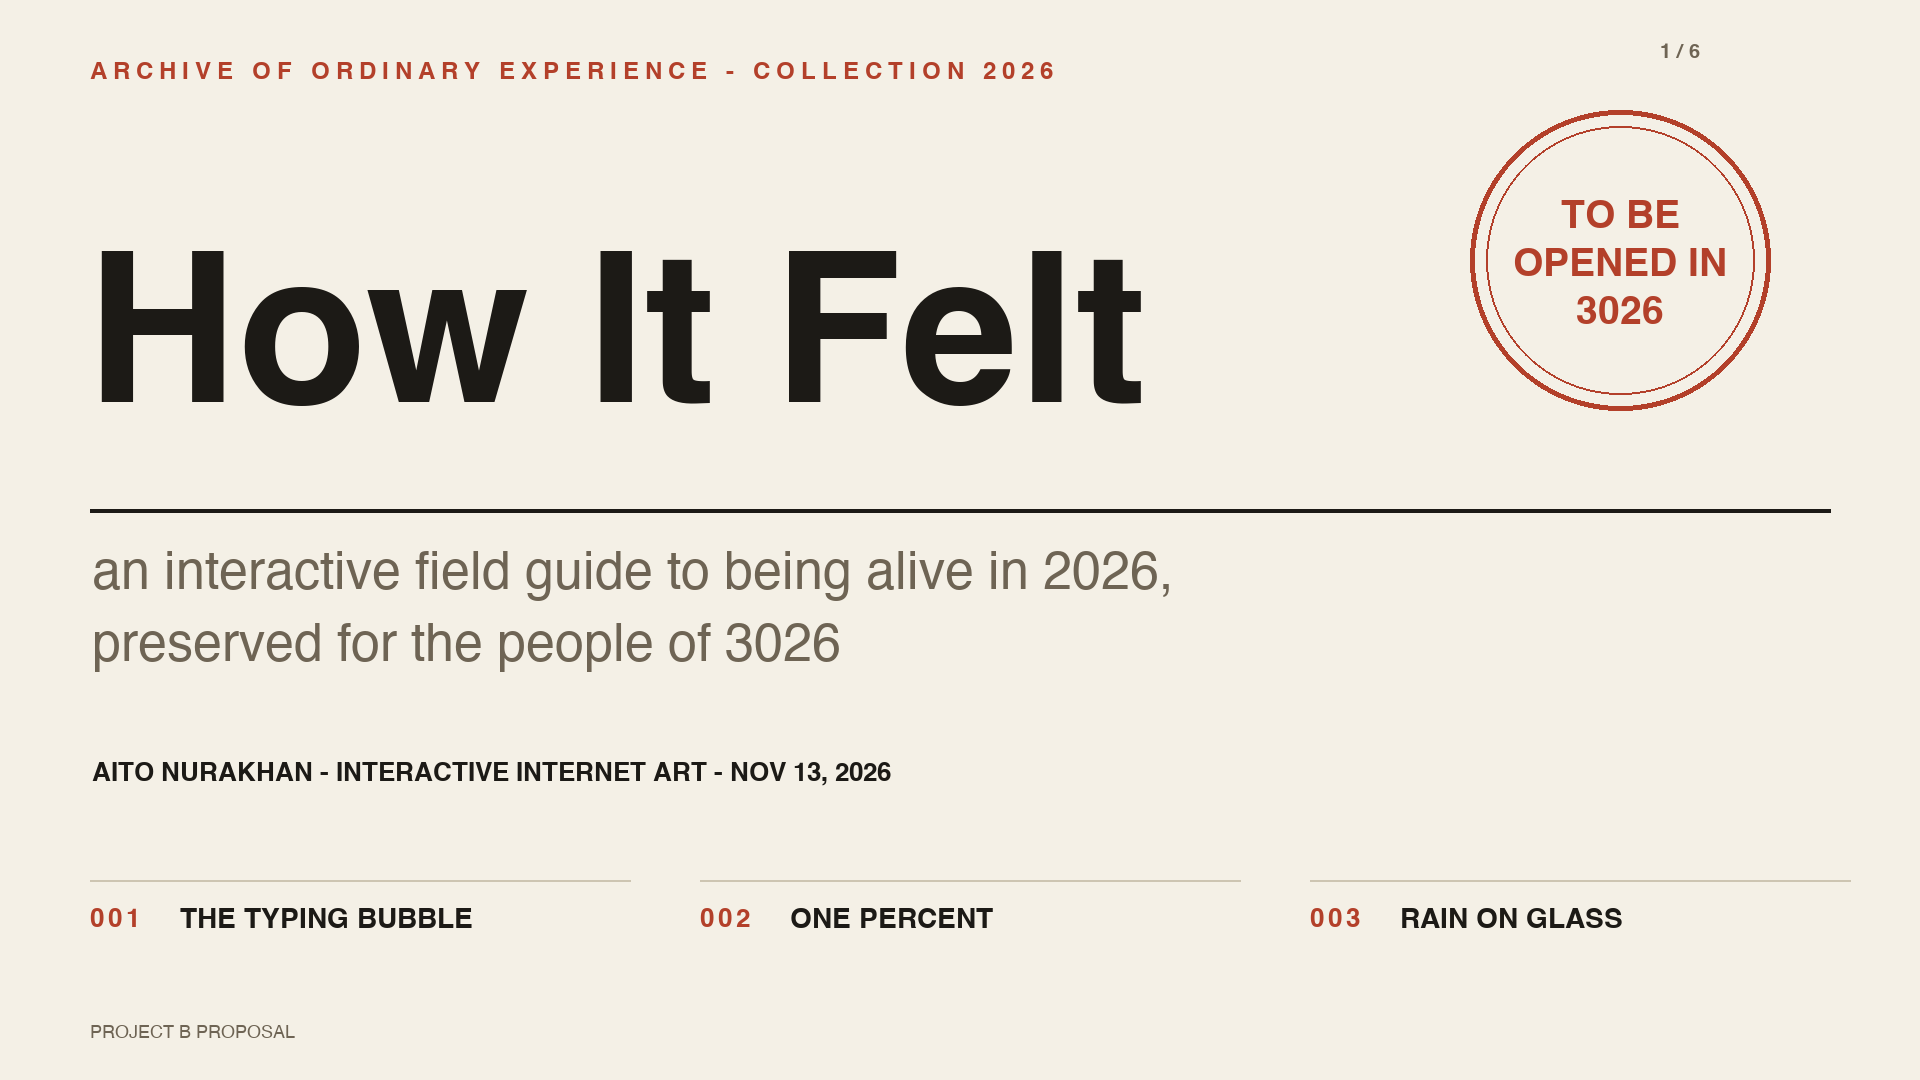 ARCHIVE OF ORDINARY EXPERIENCE - COLLECTION 2026
1 / 6
TO BE
OPENED IN
3026
How It Felt
an interactive field guide to being alive in 2026,
preserved for the people of 3026
AITO NURAKHAN - INTERACTIVE INTERNET ART - NOV 13, 2026
001 THE TYPING BUBBLE
002 ONE PERCENT
003 RAIN ON GLASS
PROJECT B PROPOSAL